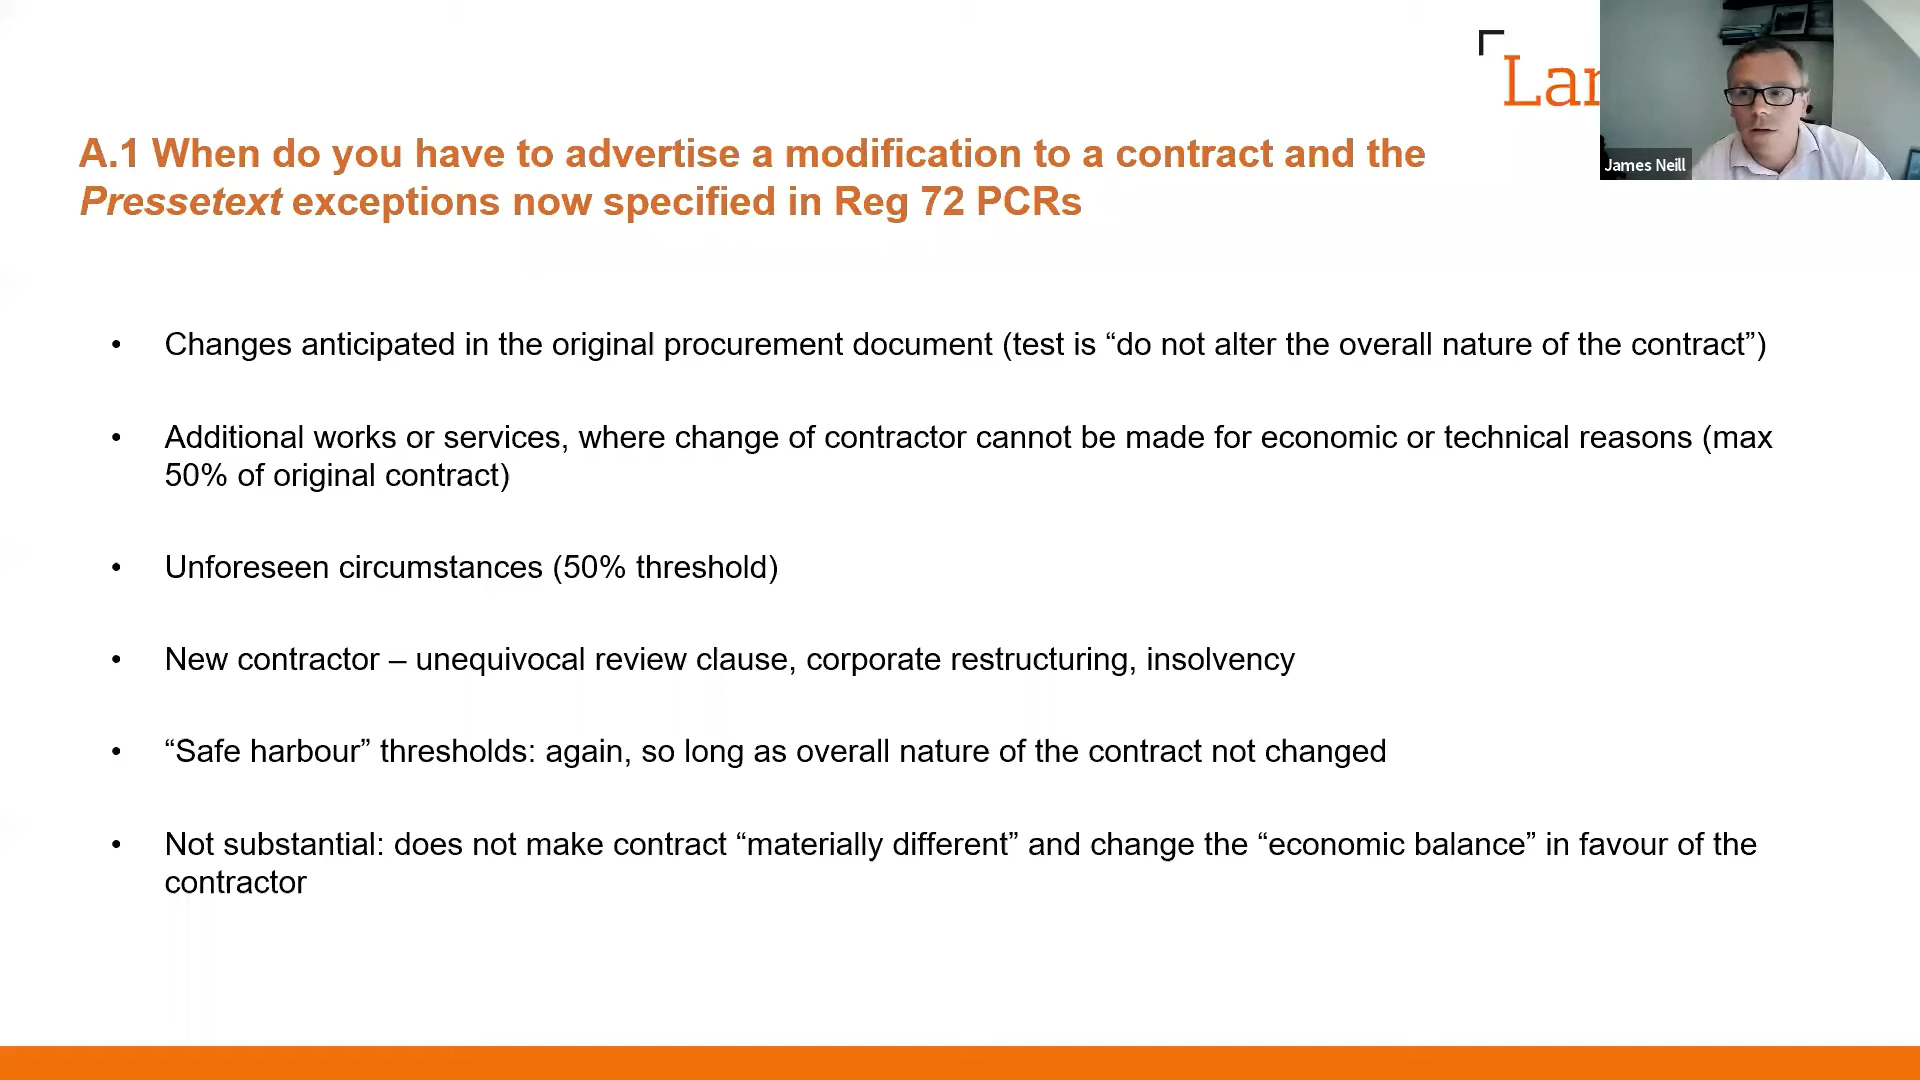 Lar
James Neill
A.1 When do you have to advertise a modification to a contract and the
Pressetext exceptions now specified in Reg 72 PCRs
• Changes anticipated in the original procurement document (test is “do not alter the overall nature of the contract”)
• Additional works or services, where change of contractor cannot be made for economic or technical reasons (max
50% of original contract)
• Unforeseen circumstances (50% threshold)
• New contractor – unequivocal review clause, corporate restructuring, insolvency
• “Safe harbour” thresholds: again, so long as overall nature of the contract not changed
• Not substantial: does not make contract “materially different” and change the “economic balance” in favour of the
contractor